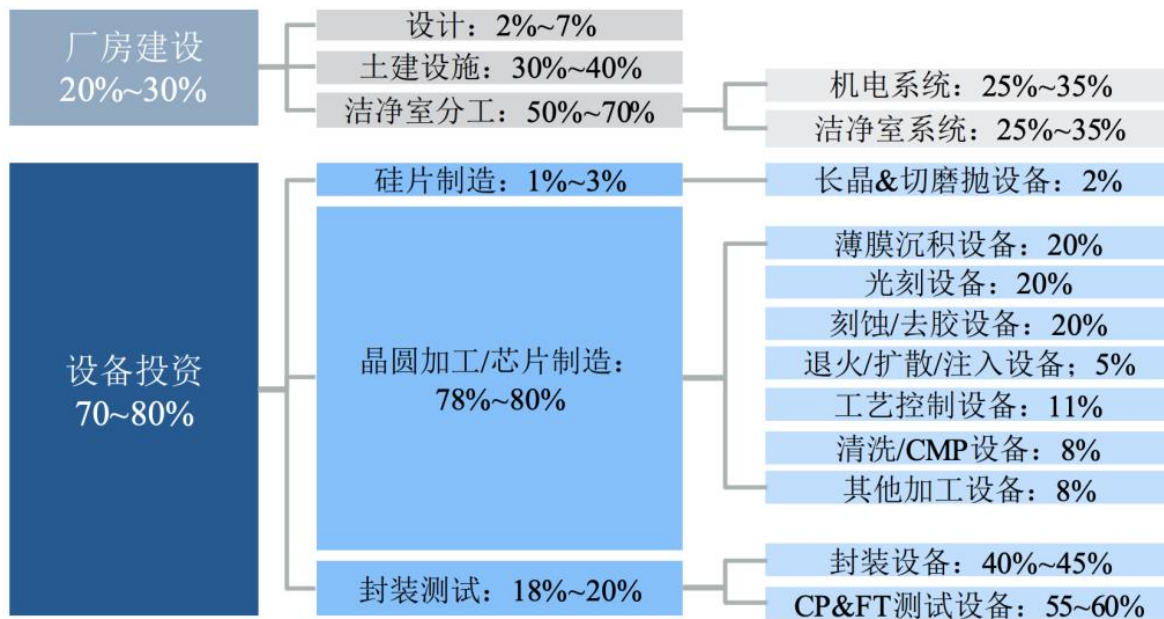 厂房建设
20%~30%
设计：2%~7%
土建设施：30%~40%
洁净室分工：50%~70%
机电系统：25%~35%
洁净室系统：25%~35%
设备投资
70~80%
硅片制造：1%~3%
长晶&切磨抛设备：2%
晶圆加工/芯片制造：
78%~80%
薄膜沉积设备：20%
光刻设备：20%
刻蚀/去胶设备：20%
退火/扩散/注入设备；5%
工艺控制设备：11%
清洗/CMP设备：8%
其他加工设备：8%
封装测试：18%~20%
封装设备：40%~45%
CP&FT测试设备：55~60%